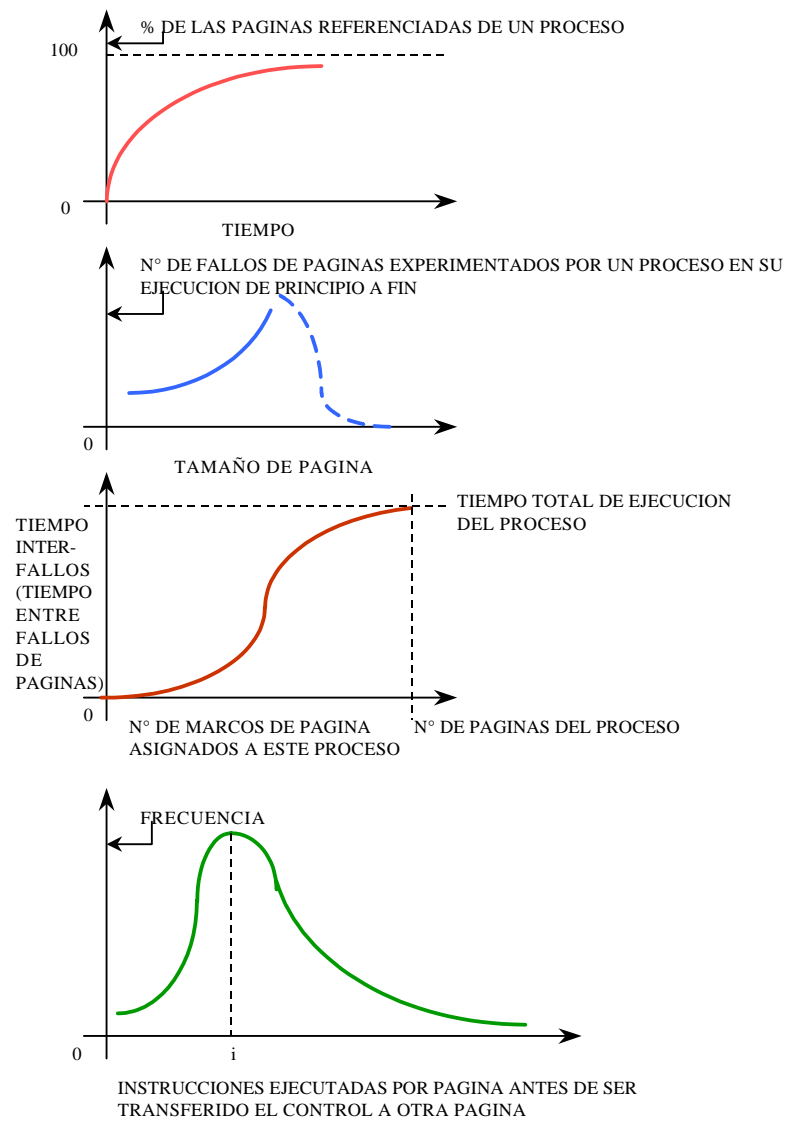 % DE LAS PAGINAS REFERENCIADAS DE UN PROCESO
100
0
TIEMPO
N° DE FALLOS DE PAGINAS EXPERIMENTADOS POR UN PROCESO EN SU
EJECUCION DE PRINCIPIO A FIN
0
TAMAÑO DE PAGINA
TIEMPO TOTAL DE EJECUCION
DEL PROCESO
TIEMPO
INTER-
FALLOS
(TIEMPO
ENTRE
FALLOS
DE
PAGINAS)
0
N° DE MARCOS DE PAGINA
ASIGNADOS A ESTE PROCESO
N° DE PAGINAS DEL PROCESO
FRECUENCIA
0
i
INSTRUCCIONES EJECUTADAS POR PAGINA ANTES DE SER
TRANSFERIDO EL CONTROL A OTRA PAGINA